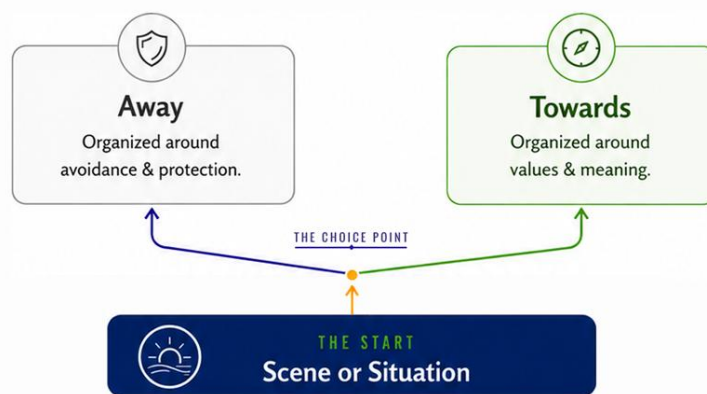 Away
Organized around
avoidance & protection.
Towards
Organized around
values & meaning.
THE CHOICE POINT
THE START
Scene or Situation